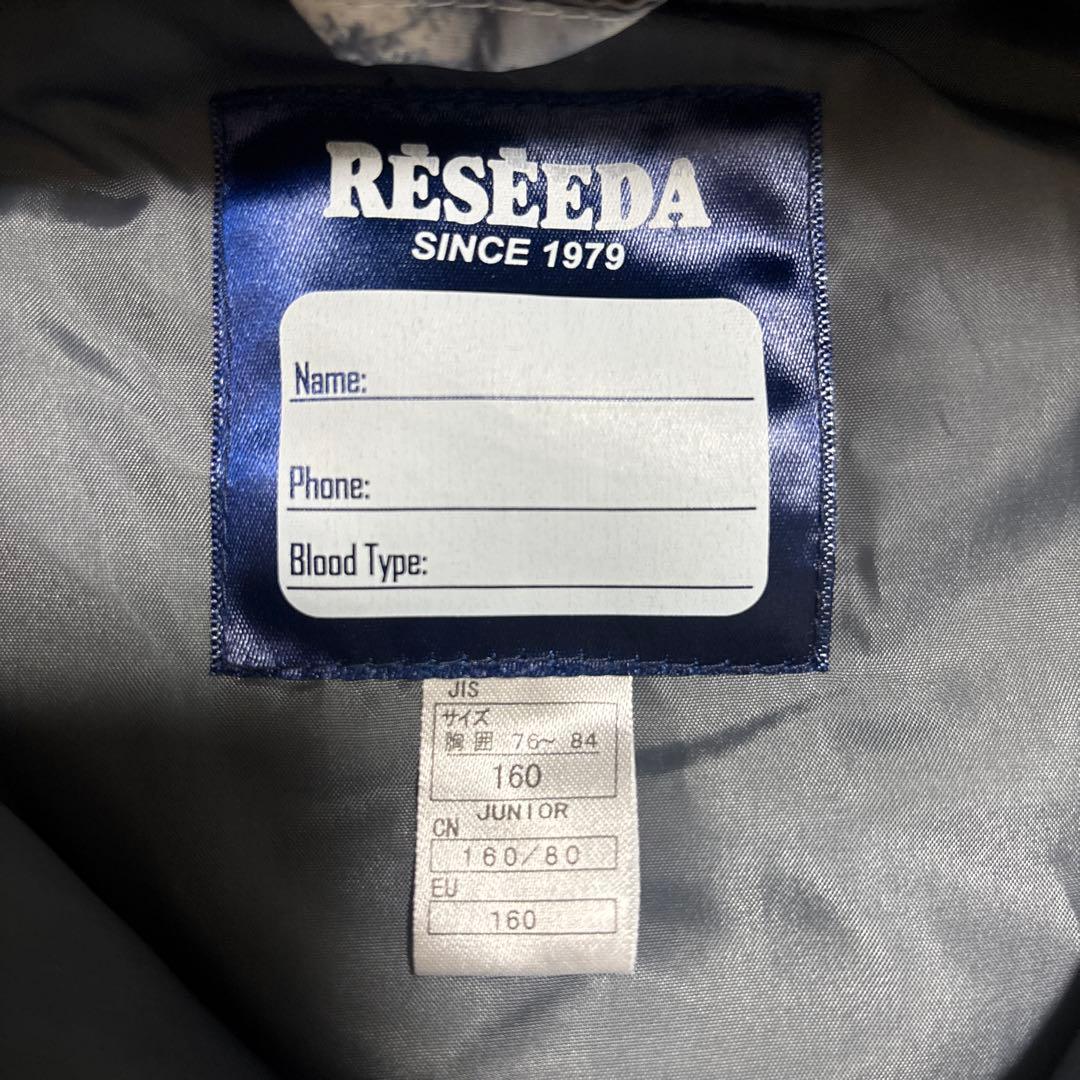 RĖSĖEDA
SINCE 1979
Name:
Phone:
Blood Type:
JIS
サイズ
胸囲 76~ 84
160
JUNIOR
CN
160/80
EU
160